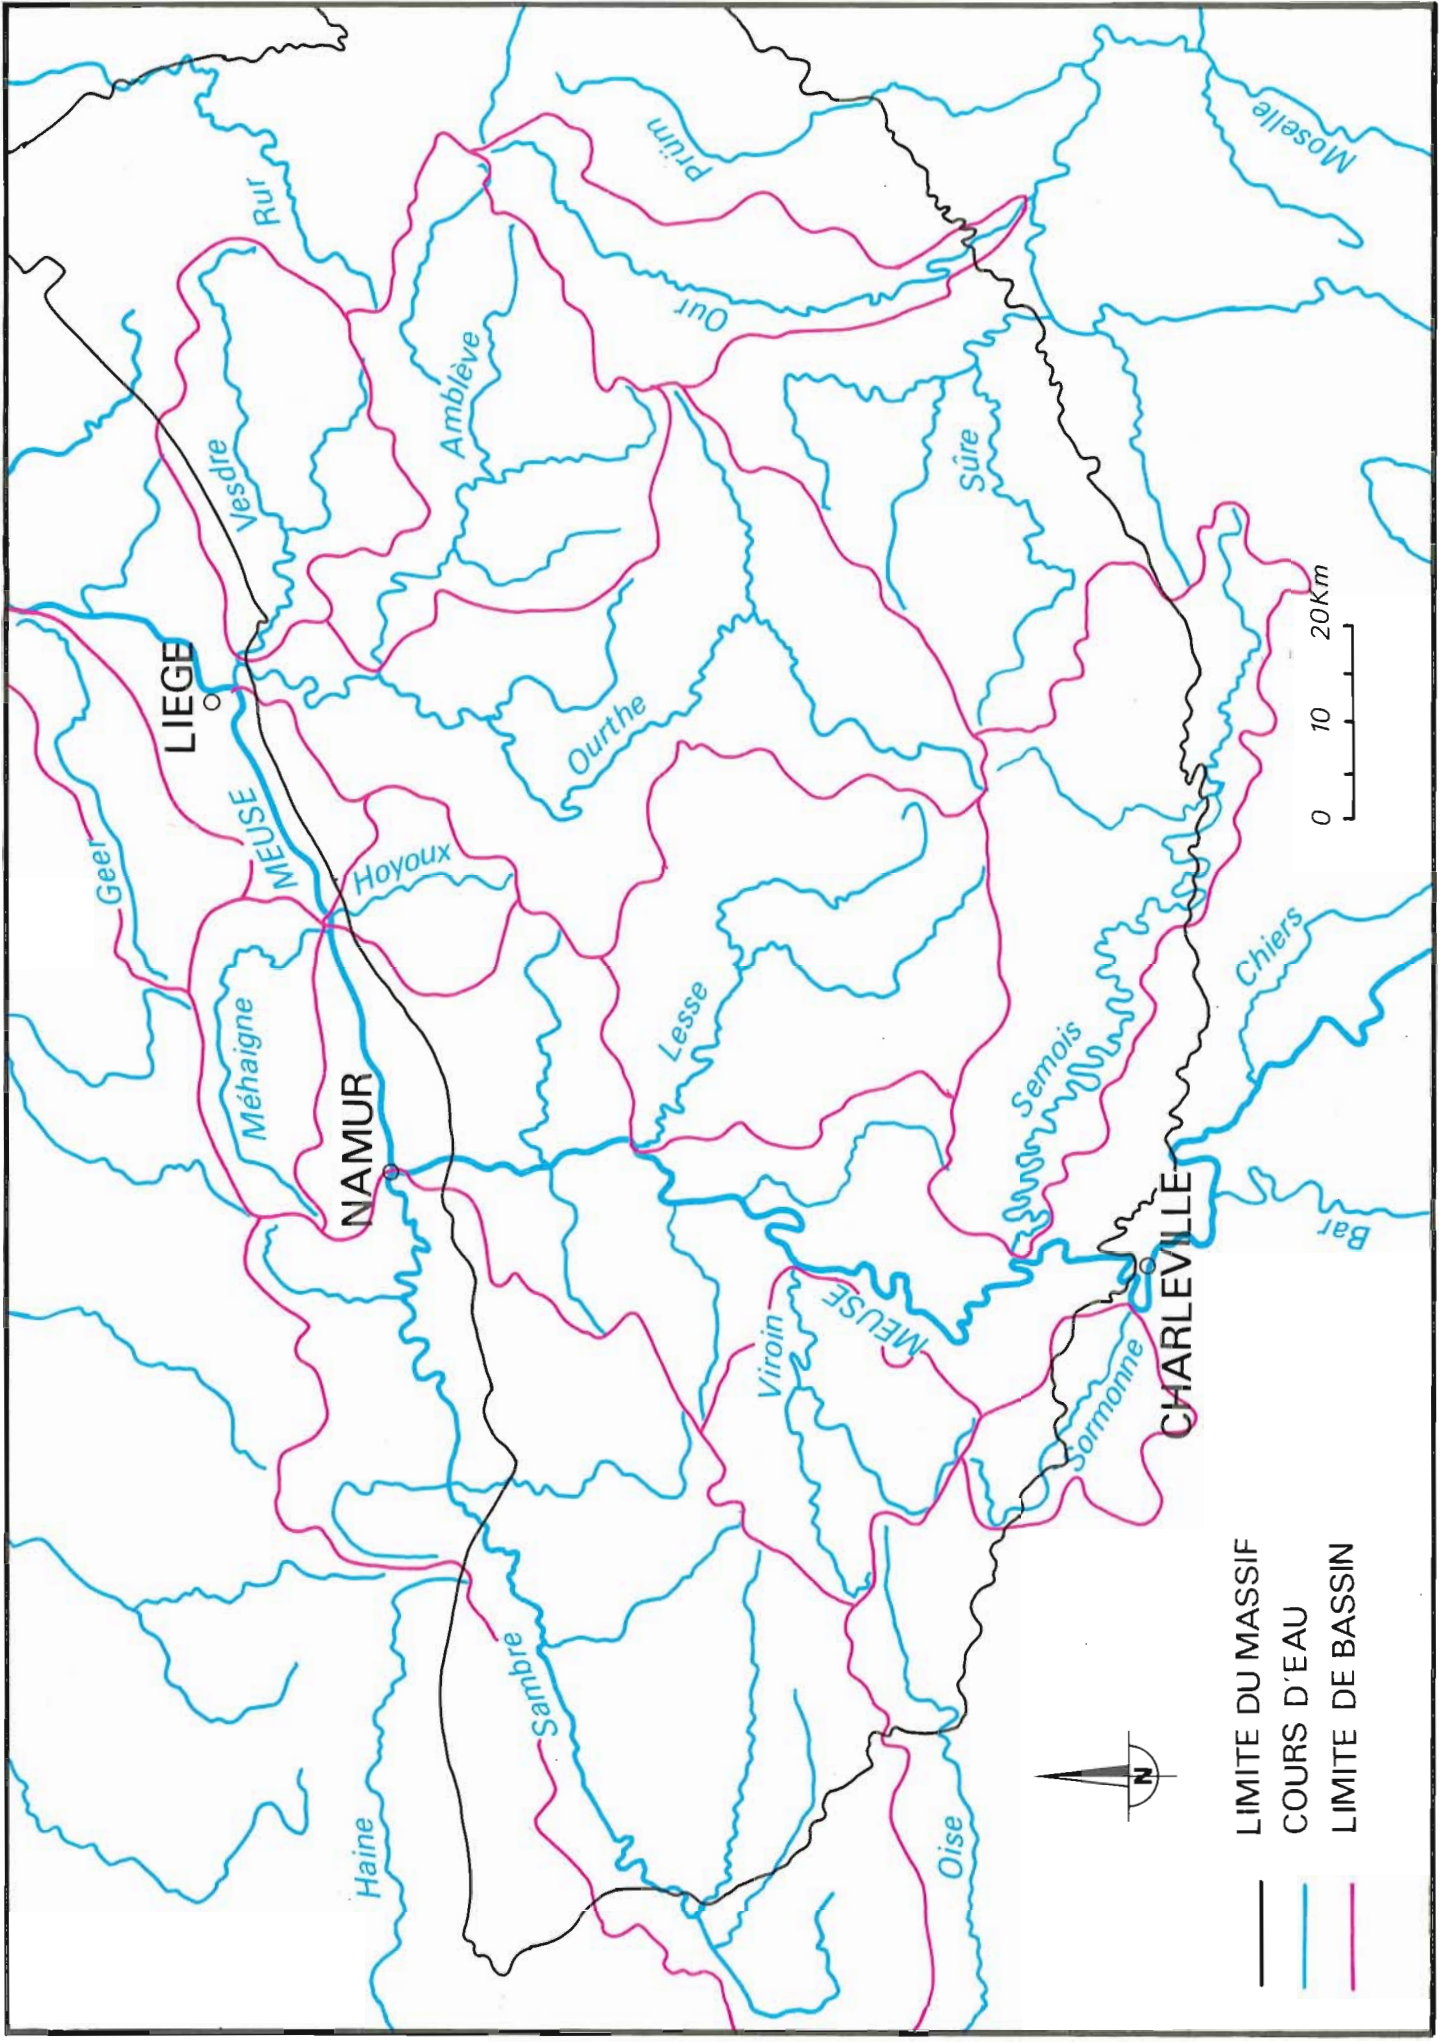 Rur
Prüm
Moselle
Our
Vesdre
Amblève
Sûre
LIEGE
Geer
MEUSE
Hoyoux
Ourthe
Méhaigne
NAMUR
Lesse
Semois
Chiers
Bar
CHARLEVILLE
Viroin
MEUSE
Sormonne
Sambre
Haine
Oise
N
0 10 20Km
LIMITE DU MASSIF
COURS D'EAU
LIMITE DE BASSIN